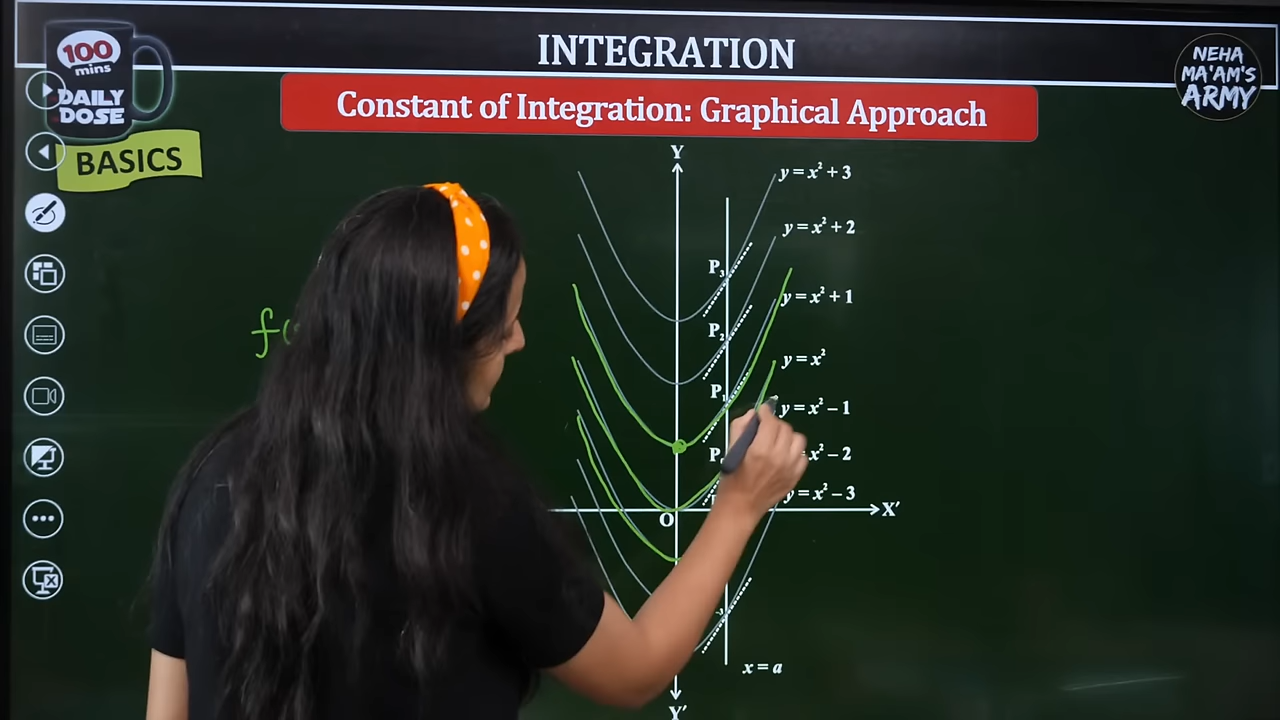 100
mins
DAILY
DOSE
INTEGRATION
NEHA
MA'AM'S
ARMY
Constant of Integration: Graphical Approach
BASICS
Y
y = x² + 3
y = x² + 2
P₃
y = x² + 1
P₂
y = x²
P₁
y = x² – 1
x² – 2
y = x² – 3
O
X'
x = a
Y'